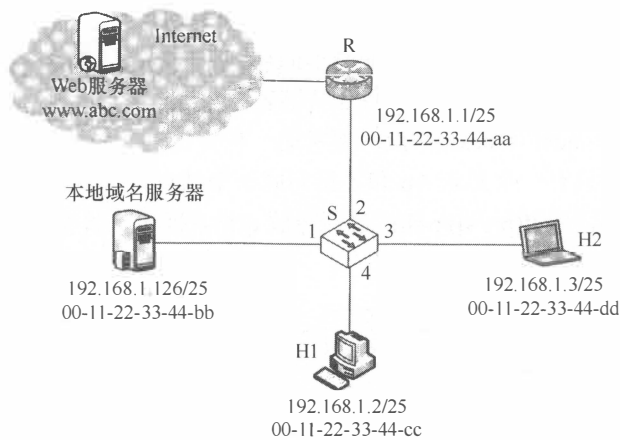 Internet
Web服务器
www.abc.com
R
192.168.1.1/25
00-11-22-33-44-aa
本地域名服务器
S
2
1
3
4
H2
192.168.1.126/25
00-11-22-33-44-bb
192.168.1.3/25
00-11-22-33-44-dd
H1
192.168.1.2/25
00-11-22-33-44-cc